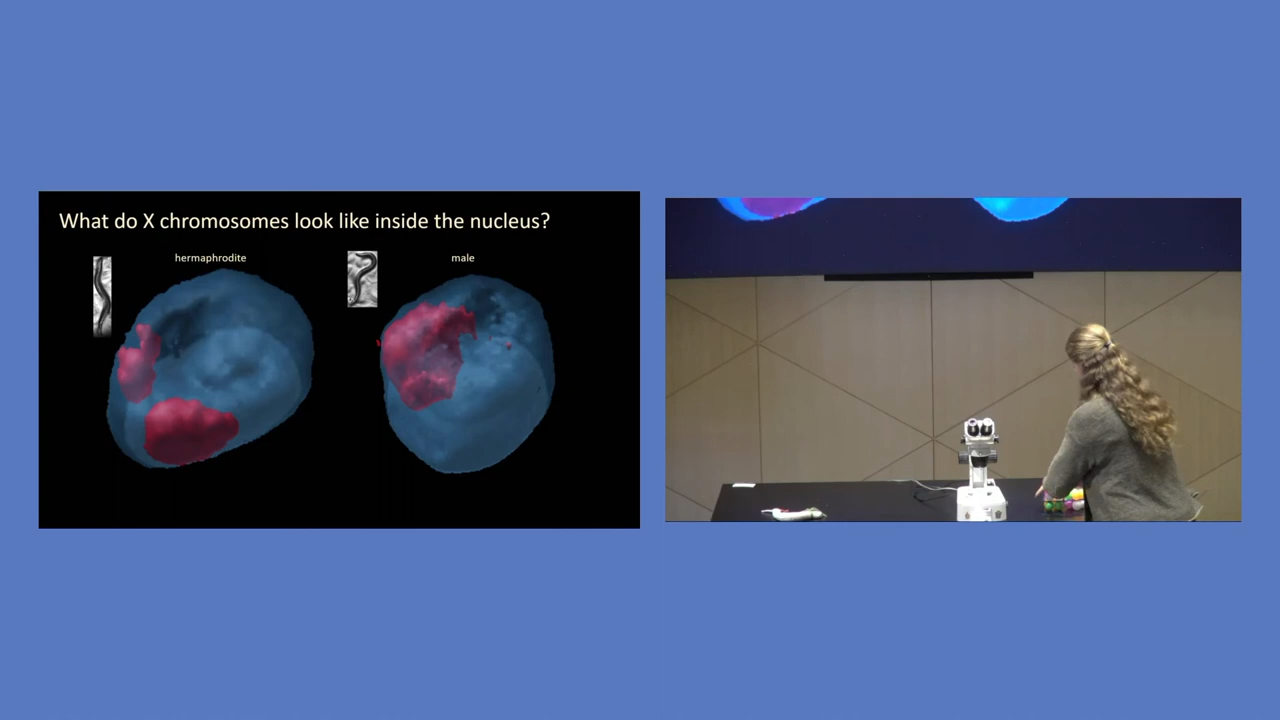 What do X chromosomes look like inside the nucleus?
hermaphrodite
male